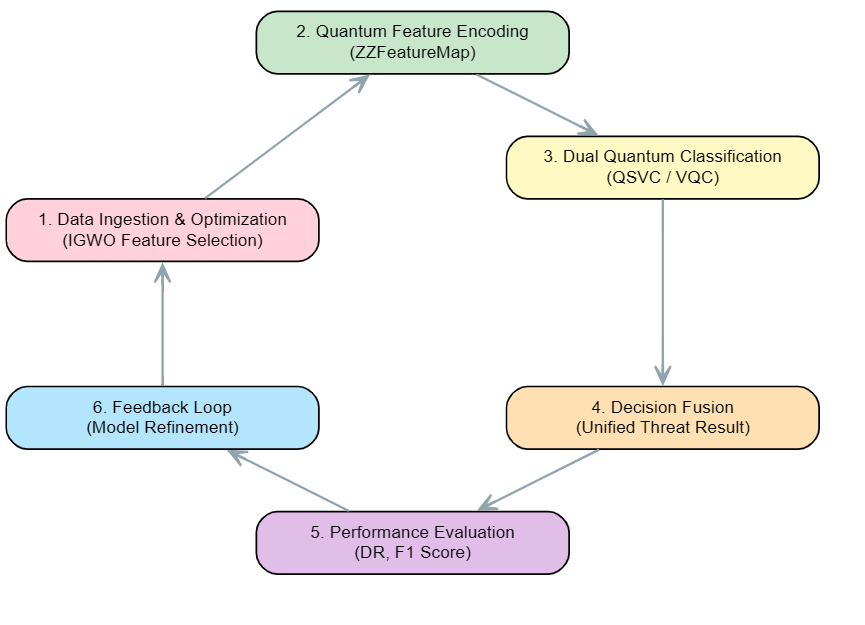 2. Quantum Feature Encoding
(ZZFeatureMap)
3. Dual Quantum Classification
(QSVC / VQC)
1. Data Ingestion & Optimization
(IGWO Feature Selection)
6. Feedback Loop
(Model Refinement)
4. Decision Fusion
(Unified Threat Result)
5. Performance Evaluation
(DR, F1 Score)